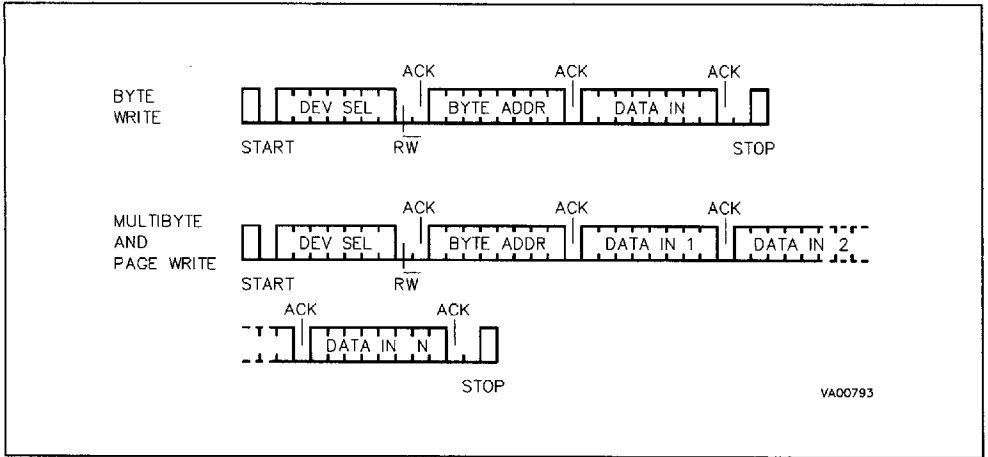 ACK ACK ACK
BYTE
WRITE
DEV SEL BYTE ADDR DATA IN
START RW STOP
ACK ACK ACK
MULTIBYTE
AND
PAGE WRITE
DEV SEL BYTE ADDR DATA IN 1 DATA IN 2
START RW
ACK ACK
DATA IN N
STOP
VA00793